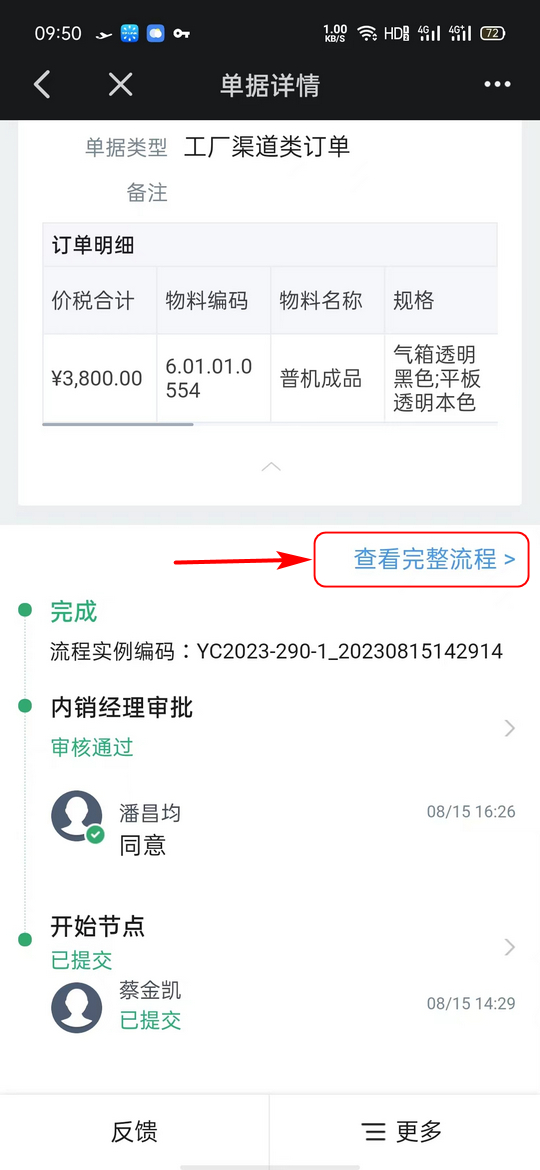 09:50 1.00 KB/S HD 4G 4G+ 72
单据详情
单据类型 工厂渠道类订单
备注
订单明细
价税合计 物料编码 物料名称 规格
¥3,800.00 6.01.01.0 普机成品 气箱透明
554 黑色;平板
透明本色
查看完整流程 >
完成
流程实例编码：YC2023-290-1_20230815142914
内销经理审批
审核通过
潘昌均 08/15 16:26
同意
开始节点
已提交
蔡金凯 08/15 14:29
已提交
反馈 更多